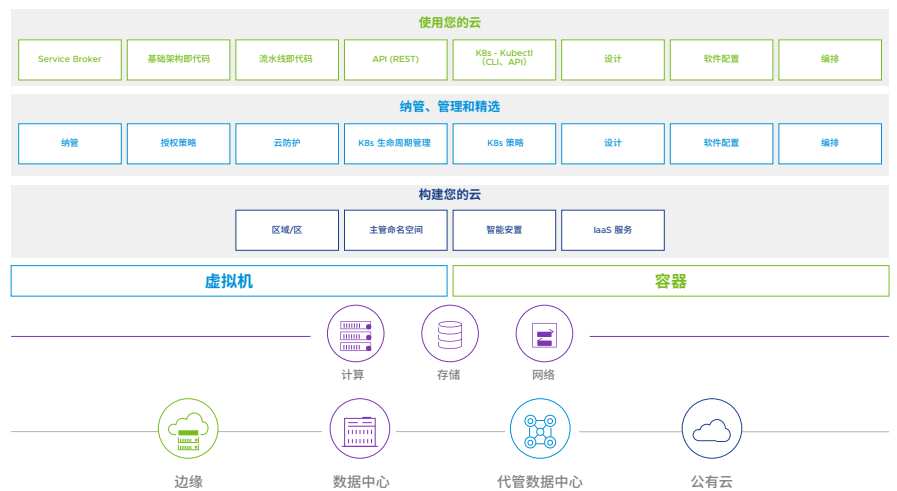 使用您的云
Service Broker
基础架构即代码
流水线即代码
API (REST)
K8s - Kubectl
（CLI、API）
设计
软件配置
编排
纳管、管理和精选
纳管
授权策略
云防护
K8s 生命周期管理
K8s 策略
设计
软件配置
编排
构建您的云
区域/区
主管命名空间
智能安置
IaaS 服务
虚拟机
容器
计算
存储
网络
边缘
数据中心
代管数据中心
公有云